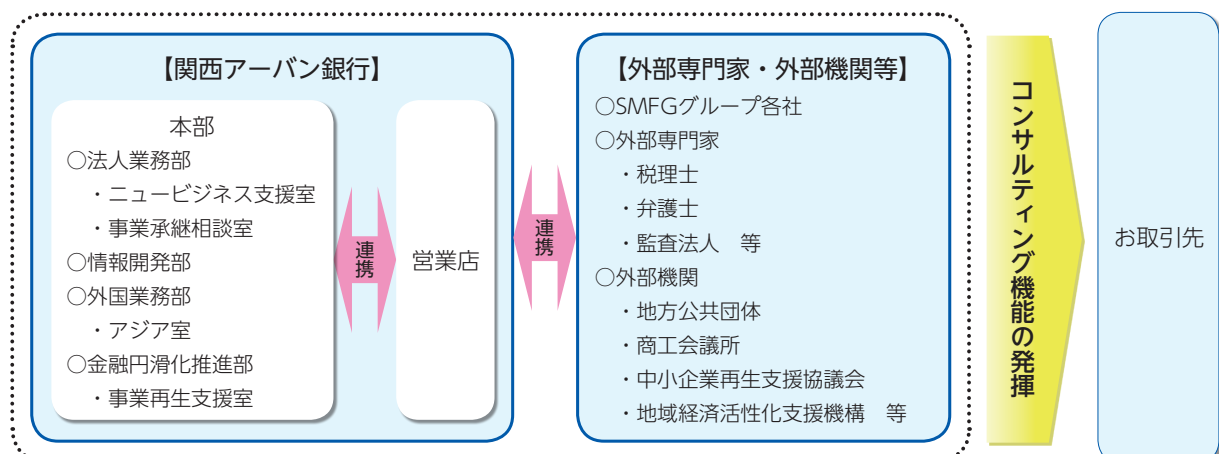 【関西アーバン銀行】
本部
○法人業務部
・ニュービジネス支援室
・事業承継相談室
○情報開発部
○外国業務部
・アジア室
○金融円滑化推進部
・事業再生支援室
連携
営業店
連携
【外部専門家・外部機関等】
○SMFGグループ各社
○外部専門家
・税理士
・弁護士
・監査法人　等
○外部機関
・地方公共団体
・商工会議所
・中小企業再生支援協議会
・地域経済活性化支援機構　等
コンサルティング機能の発揮
お取引先